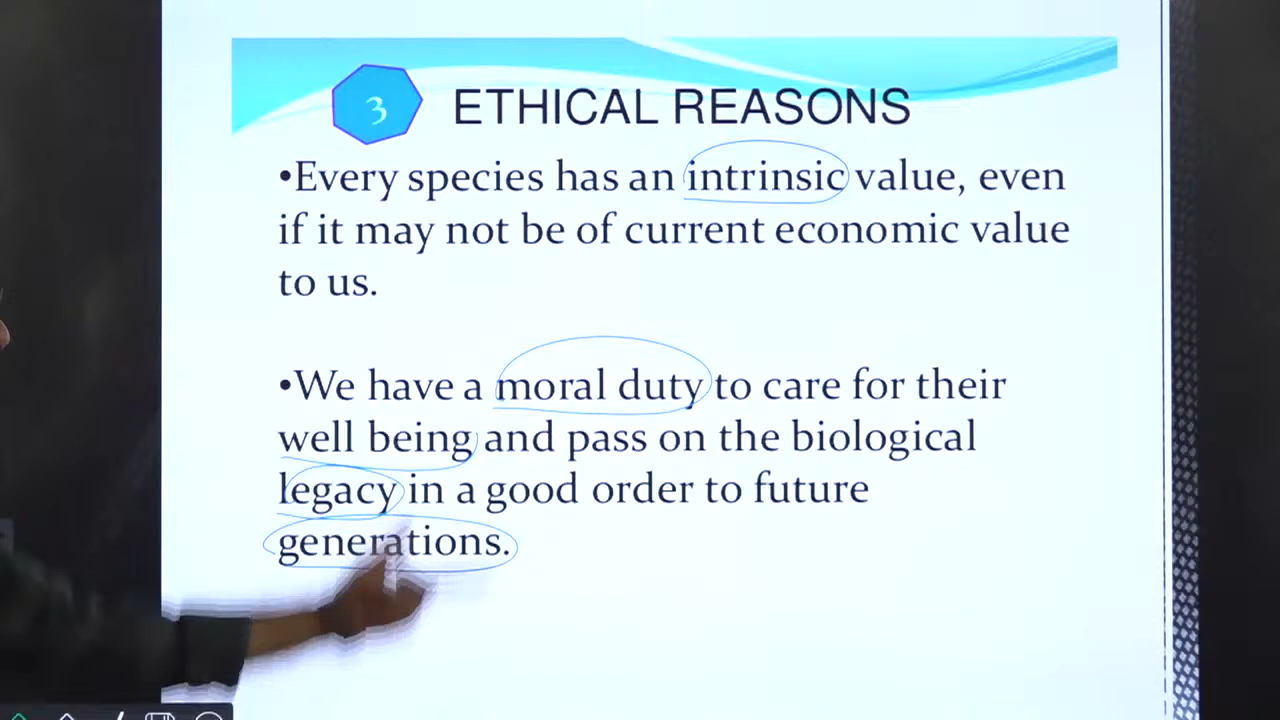 3 ETHICAL REASONS
•Every species has an intrinsic value, even
if it may not be of current economic value
to us.
•We have a moral duty to care for their
well being and pass on the biological
legacy in a good order to future
generations.